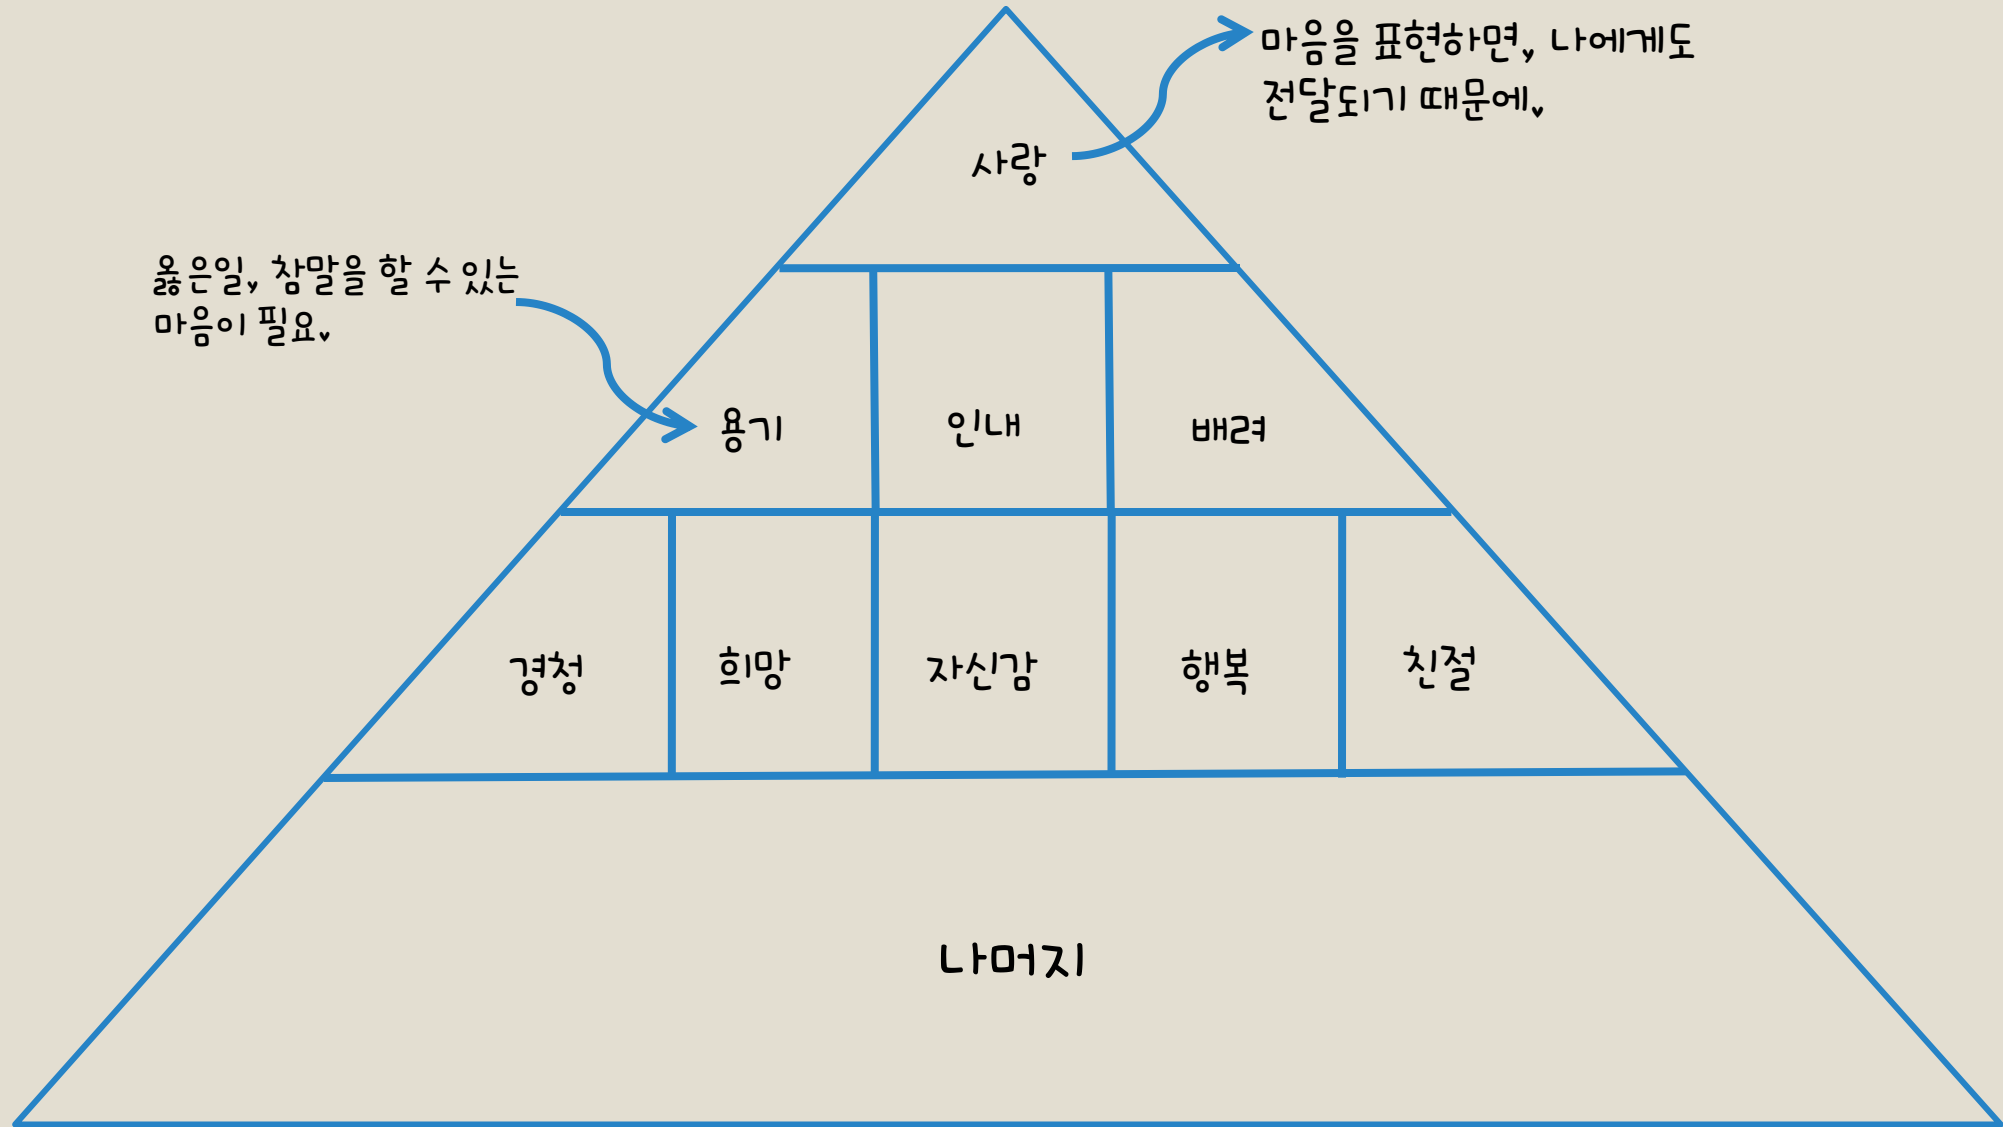 마음을 표현하면, 나에게도
전달되기 때문에.
사랑
옳은일, 참말을 할 수 있는
마음이 필요.
용기 인내 배려
경청 희망 자신감 행복 친절
나머지